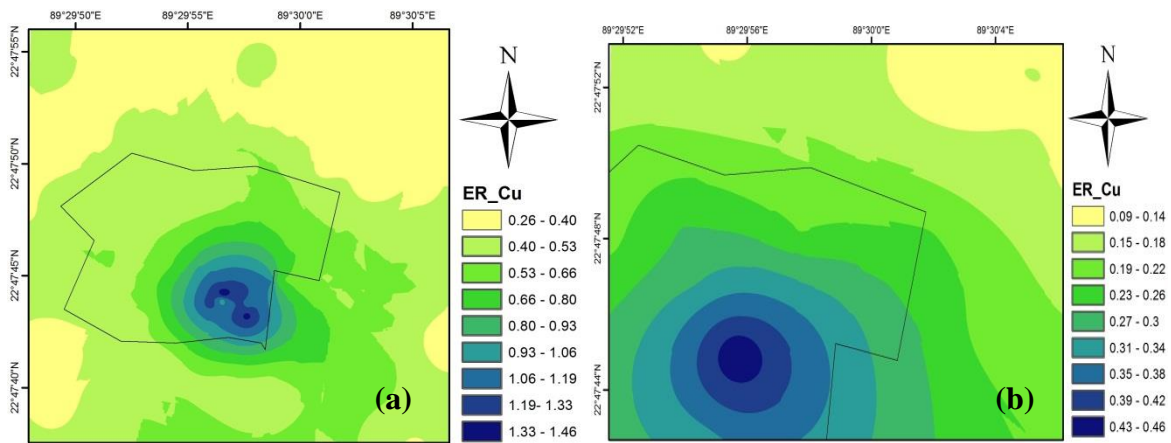 89°29'50"E 89°29'55"E 89°30'0"E 89°30'5"E
22°47'55"N
22°47'50"N
22°47'45"N
22°47'40"N
(a)
N
ER_Cu
0.26 - 0.40
0.40 - 0.53
0.53 - 0.66
0.66 - 0.80
0.80 - 0.93
0.93 - 1.06
1.06 - 1.19
1.19- 1.33
1.33 - 1.46
89°29'52"E 89°29'56"E 89°30'0"E 89°30'4"E
22°47'52"N
22°47'48"N
22°47'44"N
(b)
N
ER_Cu
0.09 - 0.14
0.15 - 0.18
0.19 - 0.22
0.23 - 0.26
0.27 - 0.3
0.31 - 0.34
0.35 - 0.38
0.39 - 0.42
0.43 - 0.46